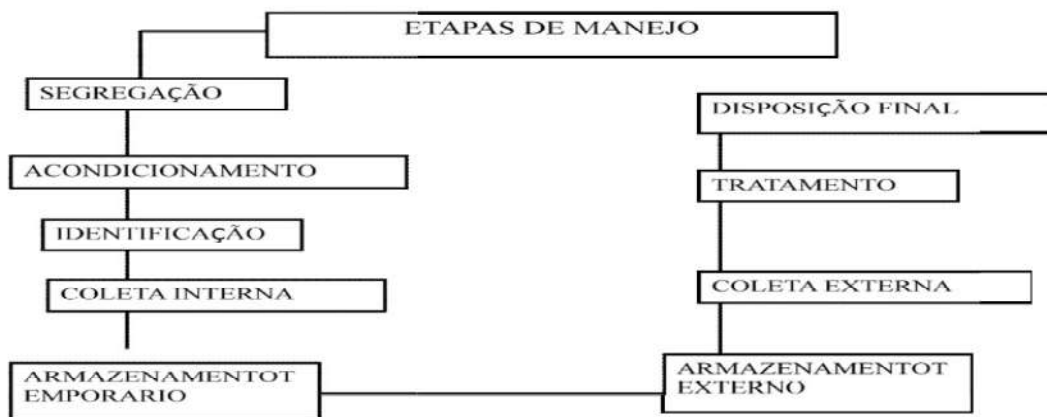 ETAPAS DE MANEJO
SEGREGAÇÃO
ACONDICIONAMENTO
IDENTIFICAÇÃO
COLETA INTERNA
ARMAZENAMENTOT
EMPORARIO
ARMAZENAMENTOT
EXTERNO
COLETA EXTERNA
TRATAMENTO
DISPOSIÇÃO FINAL